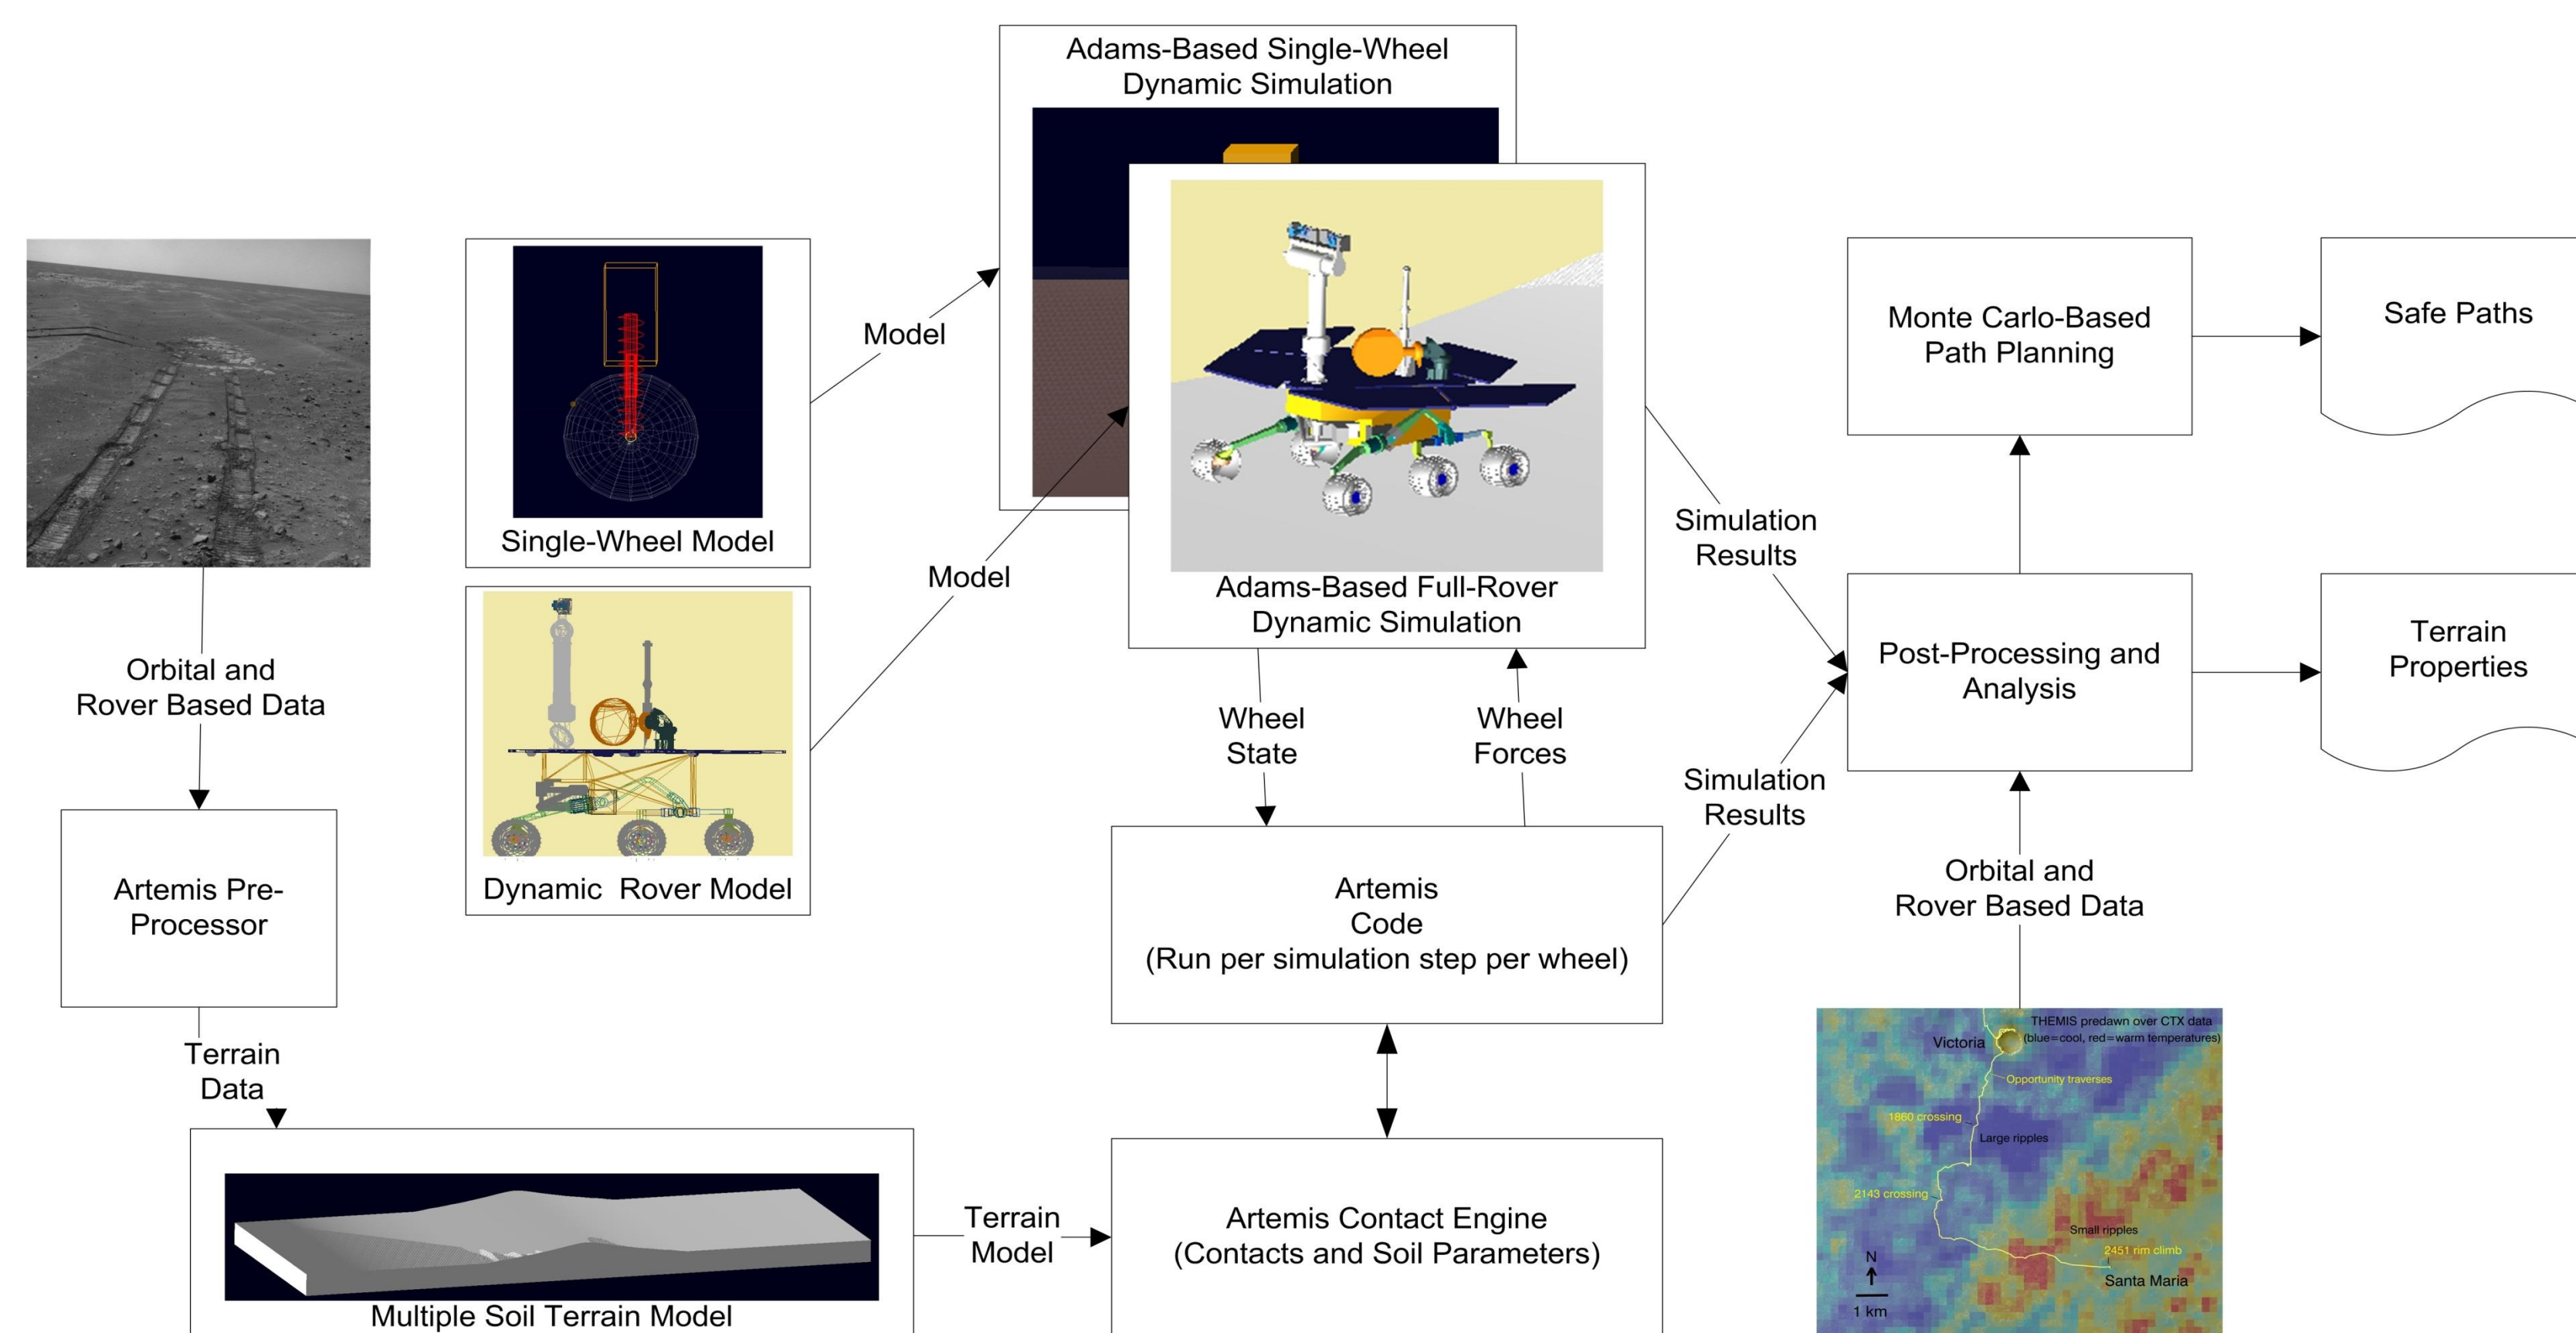 Adams-Based Single-Wheel
Dynamic Simulation
Model
Single-Wheel Model
Adams-Based Full-Rover
Dynamic Simulation
Model
Dynamic  Rover Model
Orbital and
Rover Based Data
Artemis Pre-
Processor
Terrain
Data
Multiple Soil Terrain Model
Terrain
Model
Wheel
State
Wheel
Forces
Artemis
Code
(Run per simulation step per wheel)
Artemis Contact Engine
(Contacts and Soil Parameters)
Simulation
Results
Simulation
Results
Monte Carlo-Based
Path Planning
Safe Paths
Post-Processing and
Analysis
Terrain
Properties
Orbital and
Rover Based Data
THEMIS predawn over CTX data
(blue=cool, red=warm temperatures)
Victoria
Opportunity traverses
1860 crossing
Large ripples
2143 crossing
Small ripples
2451 rim climb
Santa Maria
N
1 km